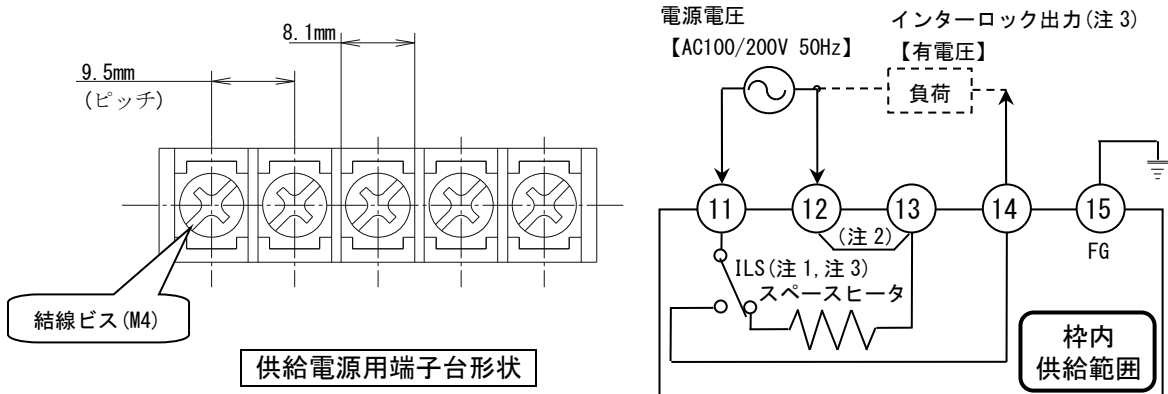 8.1mm
9.5mm
(ピッチ)
結線ビス(M4)
供給電源用端子台形状
電源電圧
【AC100/200V 50Hz】
インターロック出力(注 3)
【有電圧】
負荷
11
12
13
14
15
(注 2)
FG
ILS(注 1, 注 3)
スペースヒータ
枠内
供給範囲